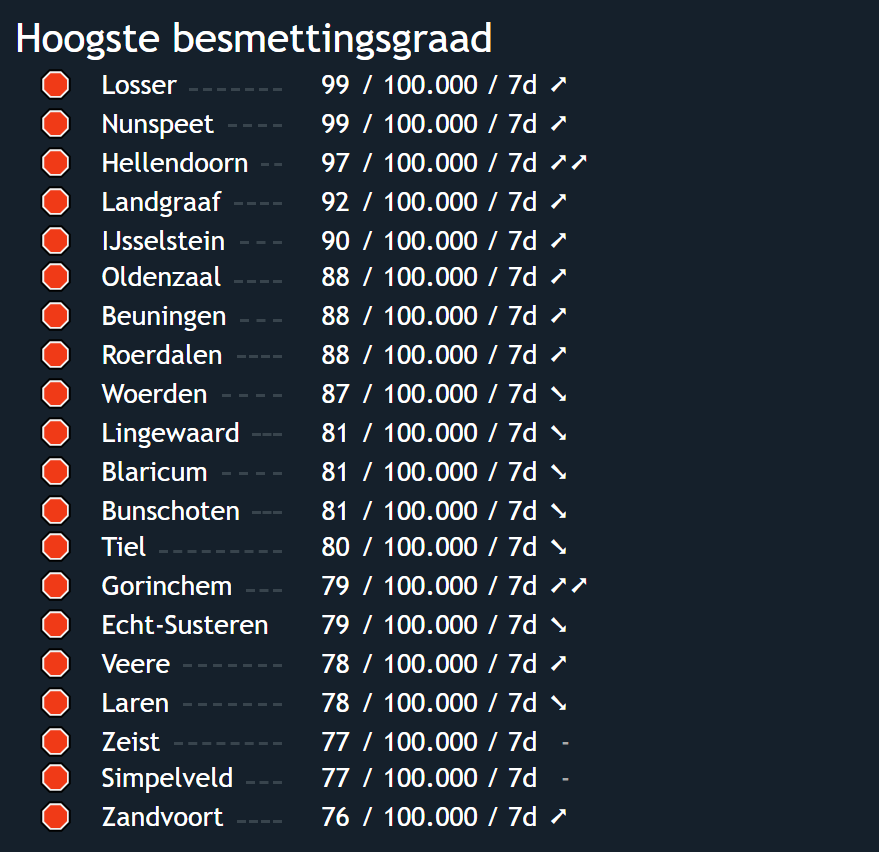 Hoogste besmettingsgraad
Losser ------- 99 / 100.000 / 7d ➚
Nunspeet ---- 99 / 100.000 / 7d ➚
Hellendoorn -- 97 / 100.000 / 7d ➚➚
Landgraaf ---- 92 / 100.000 / 7d ➚
IJsselstein --- 90 / 100.000 / 7d ➚
Oldenzaal ---- 88 / 100.000 / 7d ➚
Beuningen --- 88 / 100.000 / 7d ➚
Roerdalen ---- 88 / 100.000 / 7d ➚
Woerden ----- 87 / 100.000 / 7d ➘
Lingewaard --- 81 / 100.000 / 7d ➘
Blaricum ----- 81 / 100.000 / 7d ➘
Bunschoten --- 81 / 100.000 / 7d ➘
Tiel --------- 80 / 100.000 / 7d ➘
Gorinchem --- 79 / 100.000 / 7d ➚➚
Echt-Susteren 79 / 100.000 / 7d ➘
Veere ------- 78 / 100.000 / 7d ➚
Laren ------- 78 / 100.000 / 7d ➘
Zeist -------- 77 / 100.000 / 7d -
Simpelveld --- 77 / 100.000 / 7d -
Zandvoort ---- 76 / 100.000 / 7d ➚